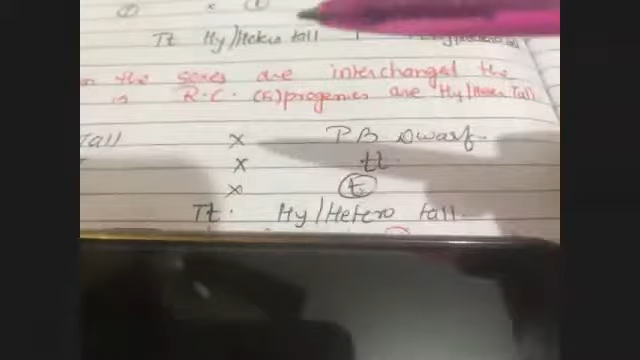 × t
Tt Hy/Hetero tall
the sexes are interchanged the
is R.C. (s) progenies are Hy/Heter Tall
Tall × PB Dwarf
× tt
× t
Tt. Hy/Hetero tall.